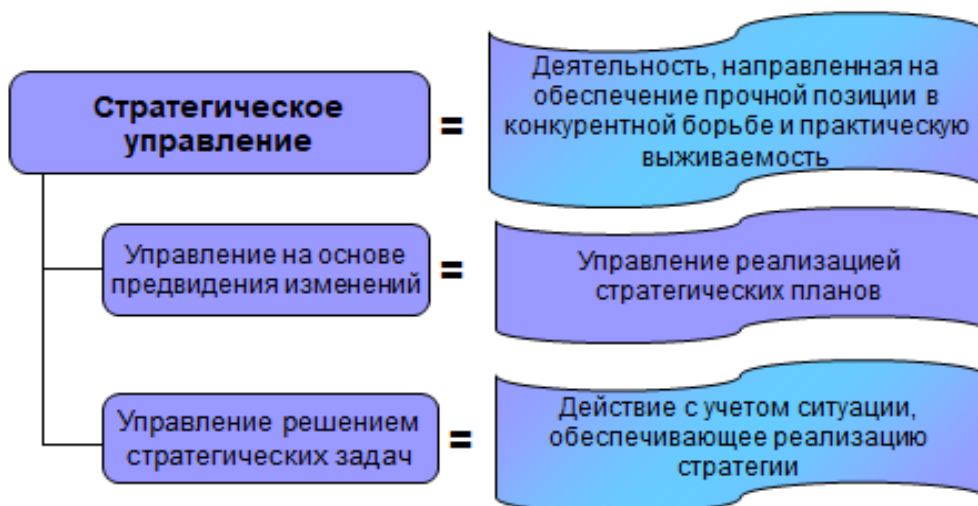 Стратегическое
управление
=
Деятельность, направленная на
обеспечение прочной позиции в
конкурентной борьбе и практическую
выживаемость
Управление на основе
предвидения изменений
=
Управление реализацией
стратегических планов
Управление решением
стратегических задач
=
Действие с учетом ситуации,
обеспечивающее реализацию
стратегии